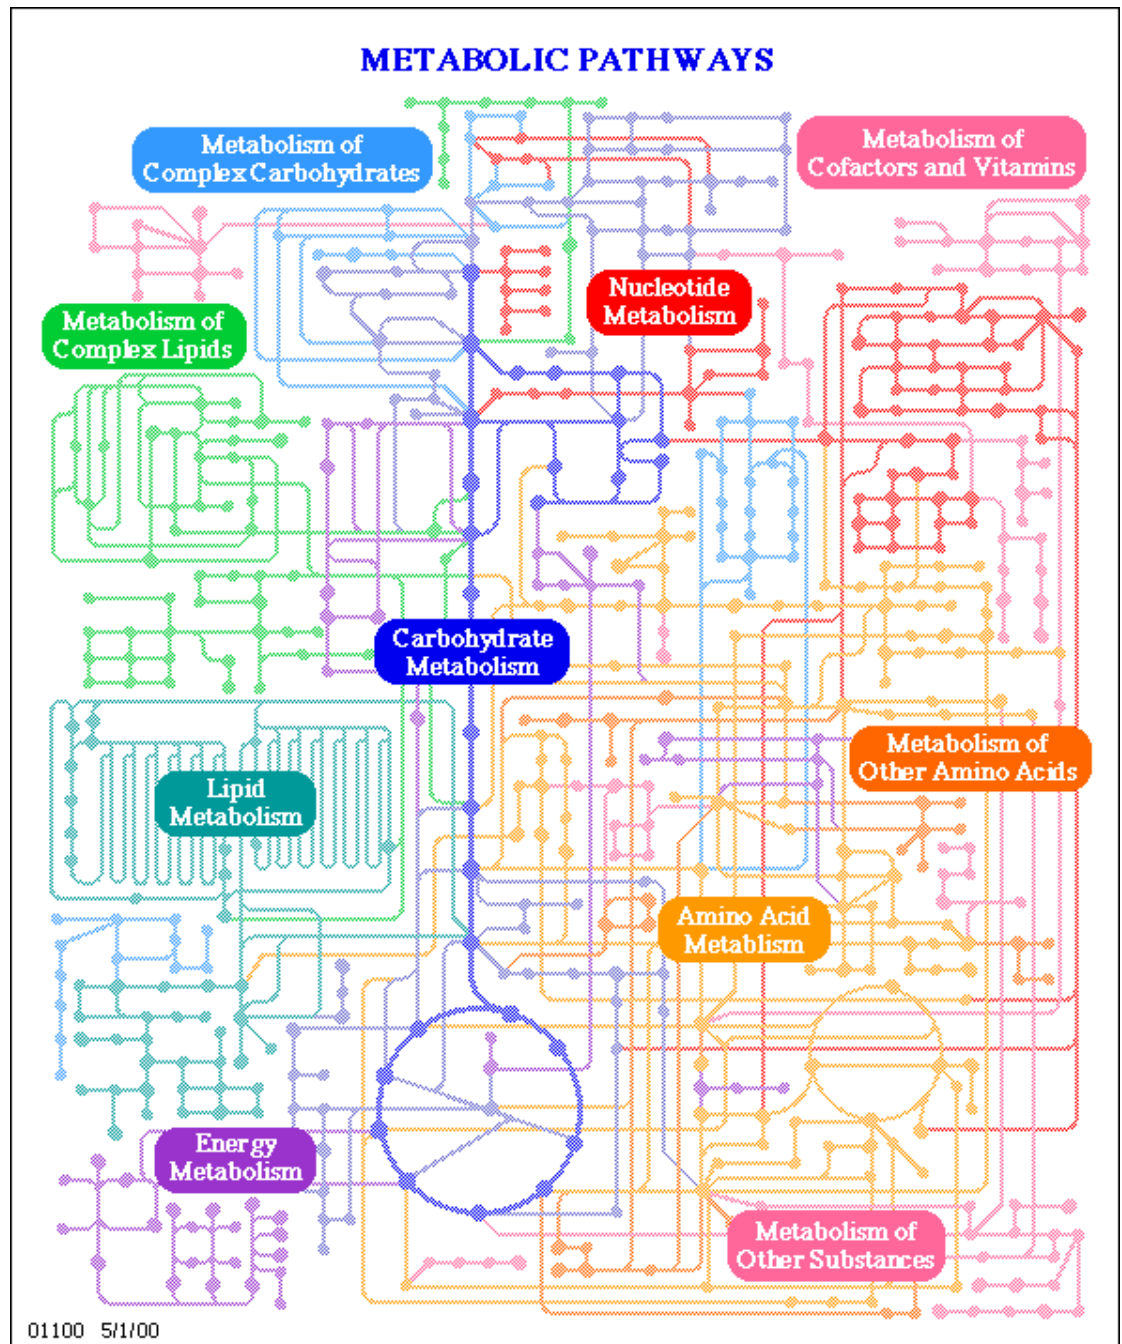 METABOLIC PATHWAYS
Metabolism of
Complex Carbohydrates
Metabolism of
Cofactors and Vitamins
Nucleotide
Metabolism
Metabolism of
Complex Lipids
Carbohydrate
Metabolism
Metabolism of
Other Amino Acids
Lipid
Metabolism
Amino Acid
Metablism
Energy
Metabolism
Metabolism of
Other Substances
01100 5/1/00